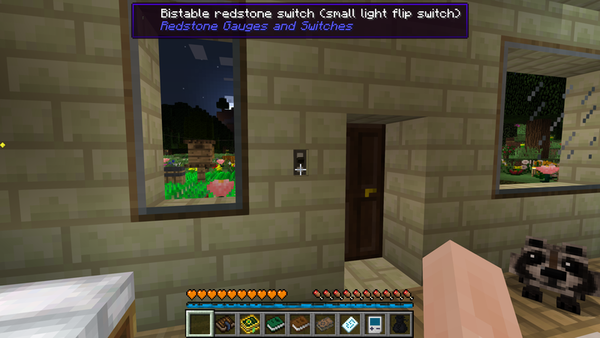 Bistable redstone switch (small light flip switch)
Redstone Gauges and Switches